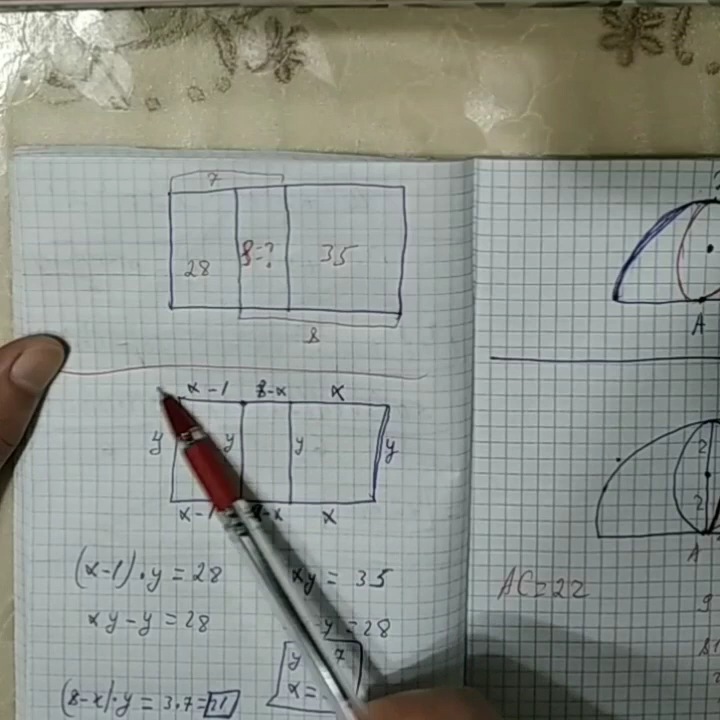 7
28 S=? 35
8
x-1 8-x x
y y y y
x-1 8-x x
(x-1)·y = 28 xy = 35
xy-y = 28 -y = 28
y 7
x=
(8-x)·y = 3·7=21
A
2
2
A
AC=22